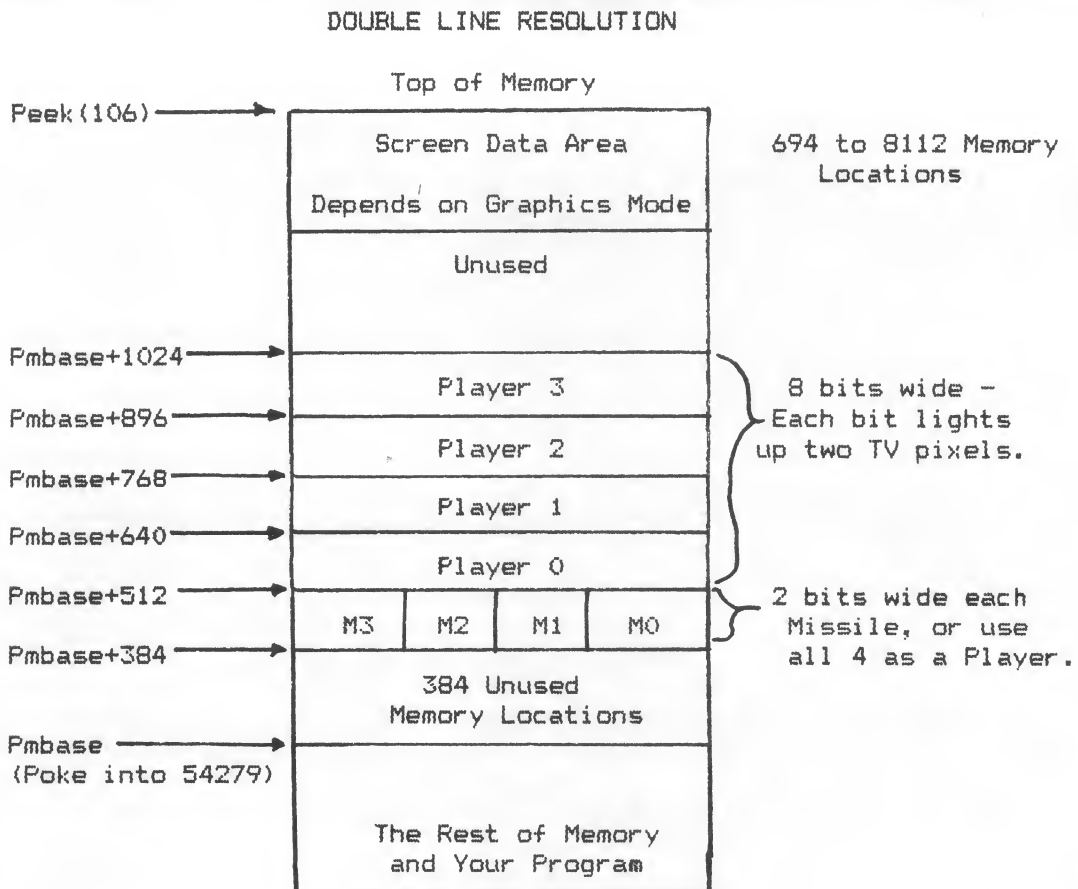 DOUBLE LINE RESOLUTION
Top of Memory
Peek(106)
Screen Data Area
694 to 8112 Memory
Locations
Depends on Graphics Mode
Unused
Pmbase+1024
Player 3
8 bits wide -
Each bit lights
up two TV pixels.
Pmbase+896
Player 2
Pmbase+768
Player 1
Pmbase+640
Player 0
Pmbase+512
M3 M2 M1 M0
2 bits wide each
Missile, or use
all 4 as a Player.
Pmbase+384
384 Unused
Memory Locations
Pmbase
(Poke into 54279)
The Rest of Memory
and Your Program